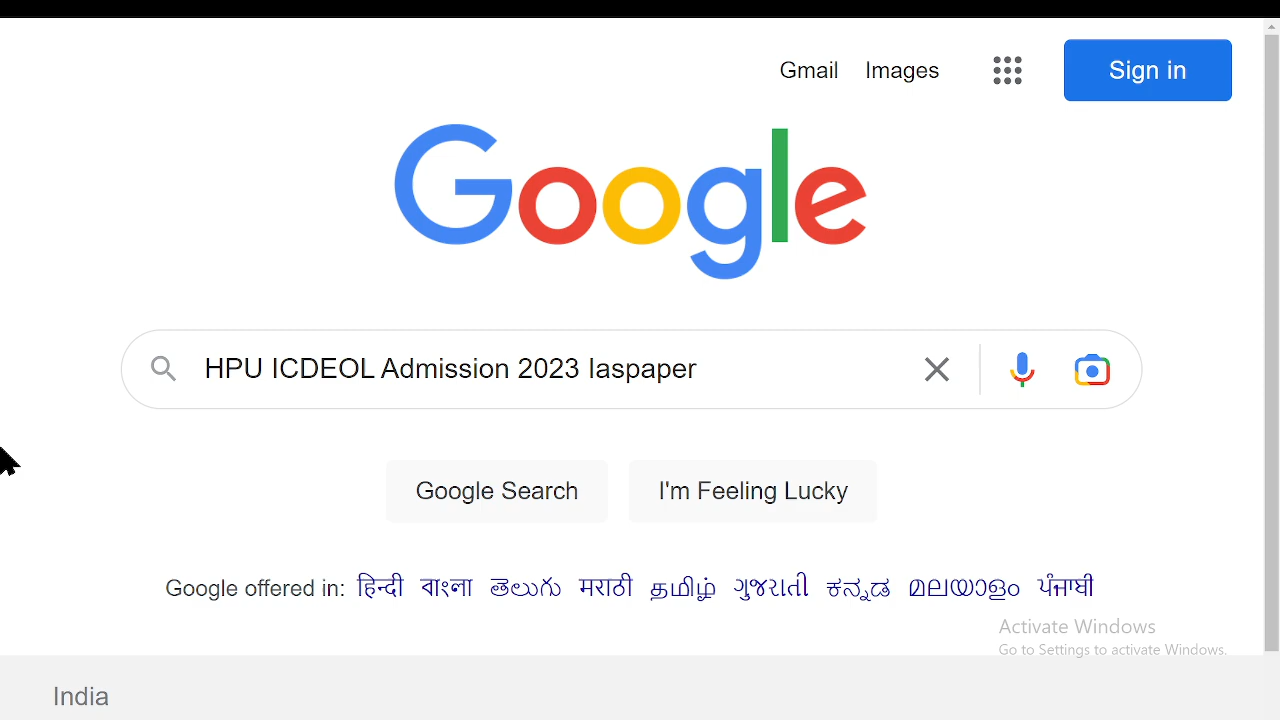 Gmail Images Sign in
Google
HPU ICDEOL Admission 2023 Iaspaper
Google Search I'm Feeling Lucky
Google offered in: हिन्दी বাংলা తెలుగు मराठी தமிழ் ગુજરાતી ಕನ್ನಡ മലയാളം ਪੰਜਾਬੀ
Activate Windows
Go to Settings to activate Windows.
India